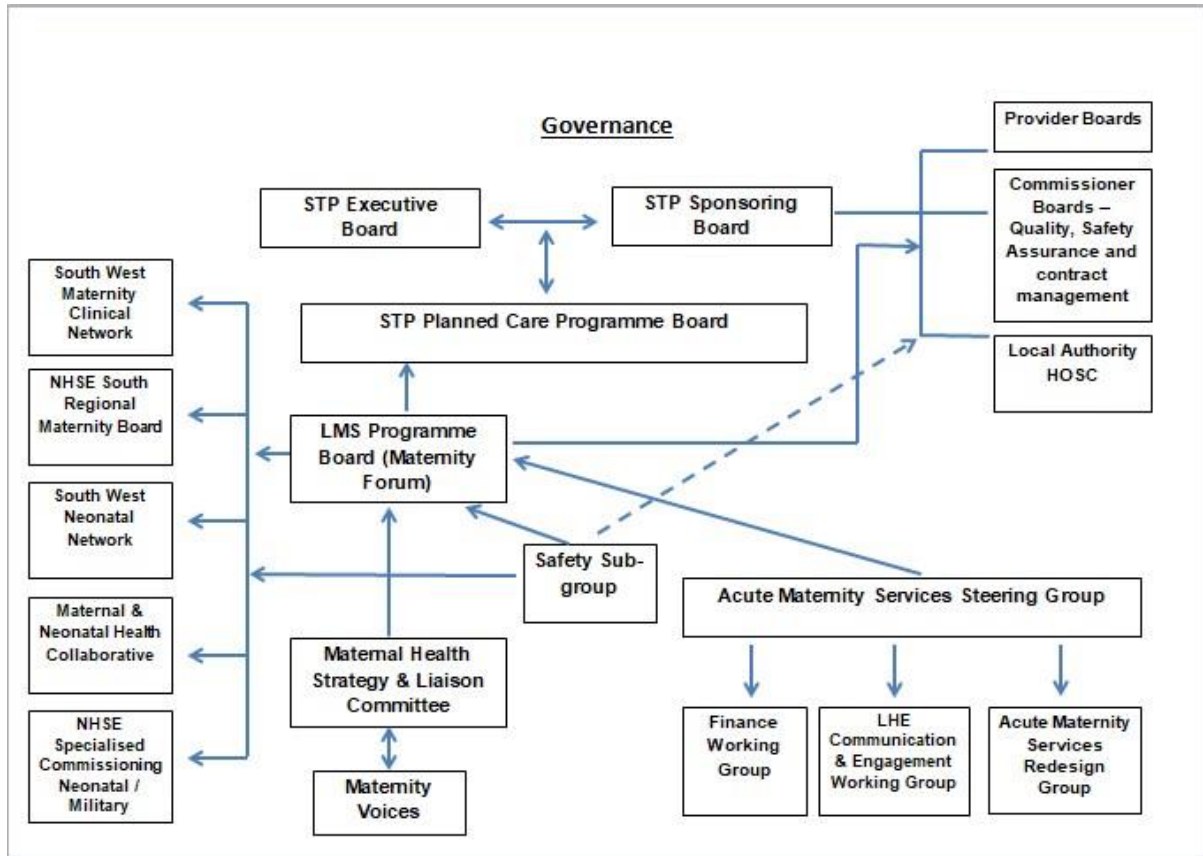 Governance
Provider Boards
Commissioner
Boards –
Quality, Safety
Assurance and
contract
management
Local Authority
HOSC
STP Executive
Board
STP Sponsoring
Board
STP Planned Care Programme Board
South West
Maternity
Clinical
Network
NHSE South
Regional
Maternity Board
South West
Neonatal
Network
Maternal &
Neonatal Health
Collaborative
NHSE
Specialised
Commissioning
Neonatal /
Military
LMS Programme
Board (Maternity
Forum)
Safety Sub-
group
Acute Maternity Services Steering Group
Maternal Health
Strategy & Liaison
Committee
Maternity
Voices
Finance
Working
Group
LHE
Communication
& Engagement
Working Group
Acute Maternity
Services
Redesign
Group